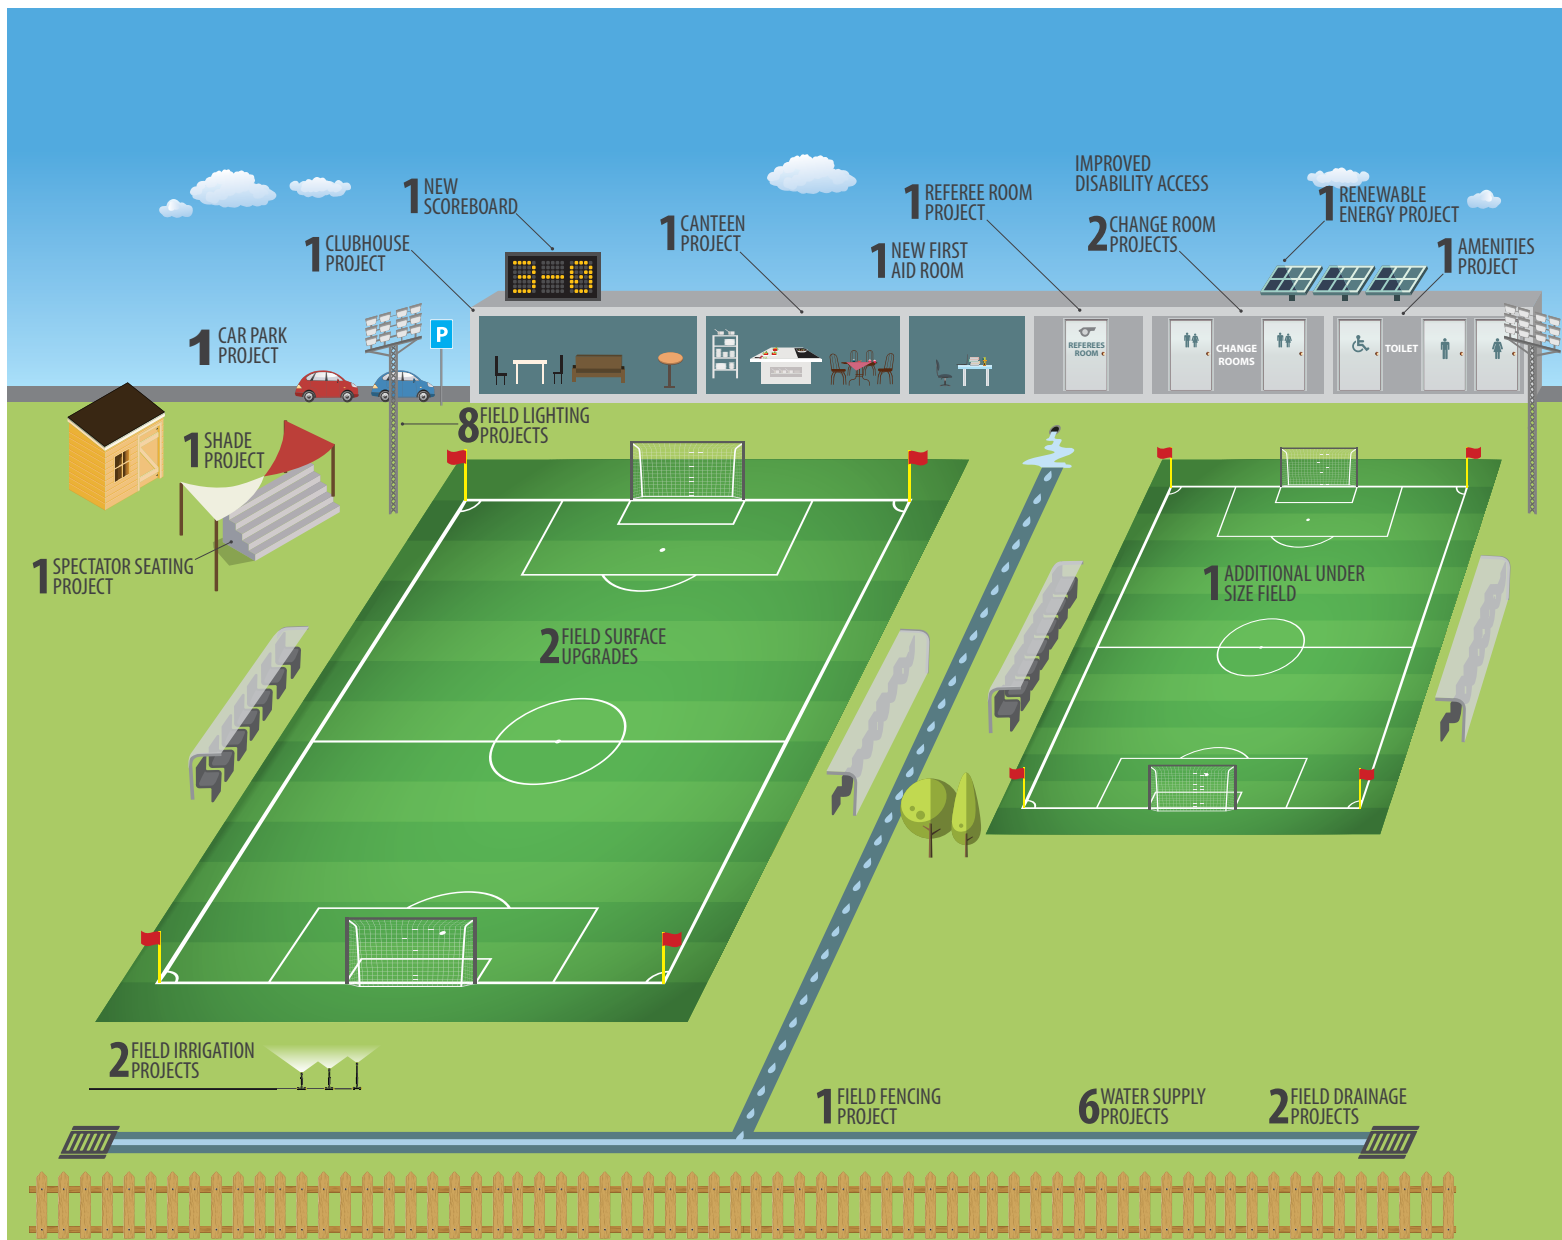 IMPROVED
DISABILITY ACCESS
1 NEW
SCOREBOARD
1 REFEREE ROOM
PROJECT
1 RENEWABLE
ENERGY PROJECT
1 CANTEEN
PROJECT
2 CHANGE ROOM
PROJECTS
1 CLUBHOUSE
PROJECT
1 NEW FIRST
AID ROOM
1 AMENITIES
PROJECT
3-0
1 CAR PARK
PROJECT
P
REFEREES
ROOM
CHANGE
ROOMS
TOILET
8 FIELD LIGHTING
PROJECTS
1 SHADE
PROJECT
1 SPECTATOR SEATING
PROJECT
1 ADDITIONAL UNDER
SIZE FIELD
2 FIELD SURFACE
UPGRADES
2 FIELD IRRIGATION
PROJECTS
1 FIELD FENCING
PROJECT
6 WATER SUPPLY
PROJECTS
2 FIELD DRAINAGE
PROJECTS